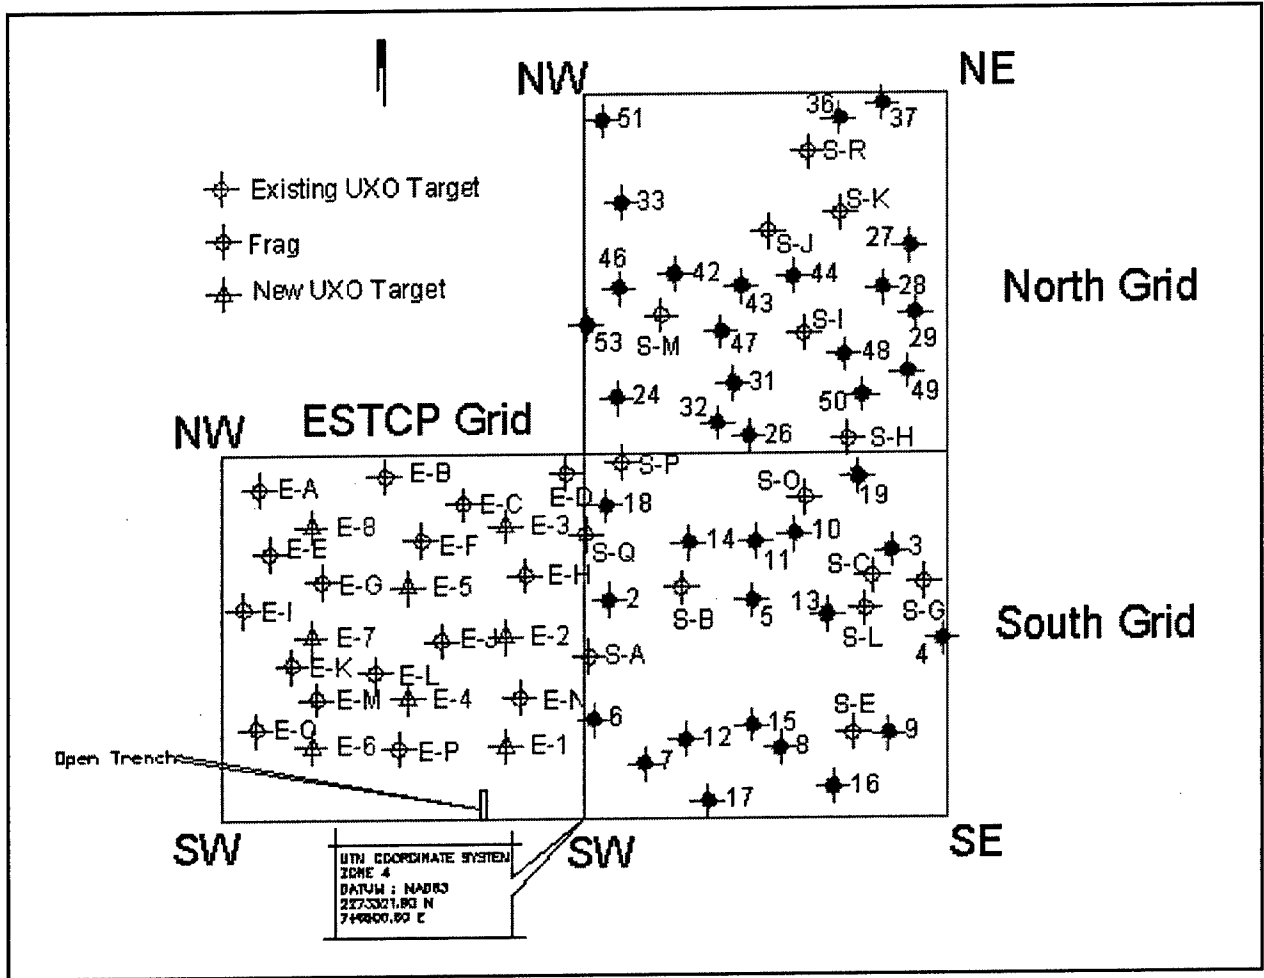 NW
NE
51
36
37
S-R
Existing UXO Target
33
S-K
Frag
S-J
27
46
42
44
New UXO Target
43
28
North Grid
53
S-M
47
S-I
29
48
31
49
24
50
32
ESTCP Grid
NW
26
S-H
E-A
E-B
S-P
S-O
19
E-C
E-D
18
E-8
E-3
E-F
S-Q
14
11
10
3
E-E
E-H
S-C
E-G
E-5
S-B
5
13
S-G
E-I
2
S-L
South Grid
E-7
E-J
E-2
4
E-K
E-L
S-A
E-M
E-4
E-N
S-E
E-O
6
12
15
9
Open Trench
E-6
E-P
E-1
7
8
17
16
SW
SW
SE
UTM COORDINATE SYSTEM
ZONE 4
DATUM : NAD83
N
E